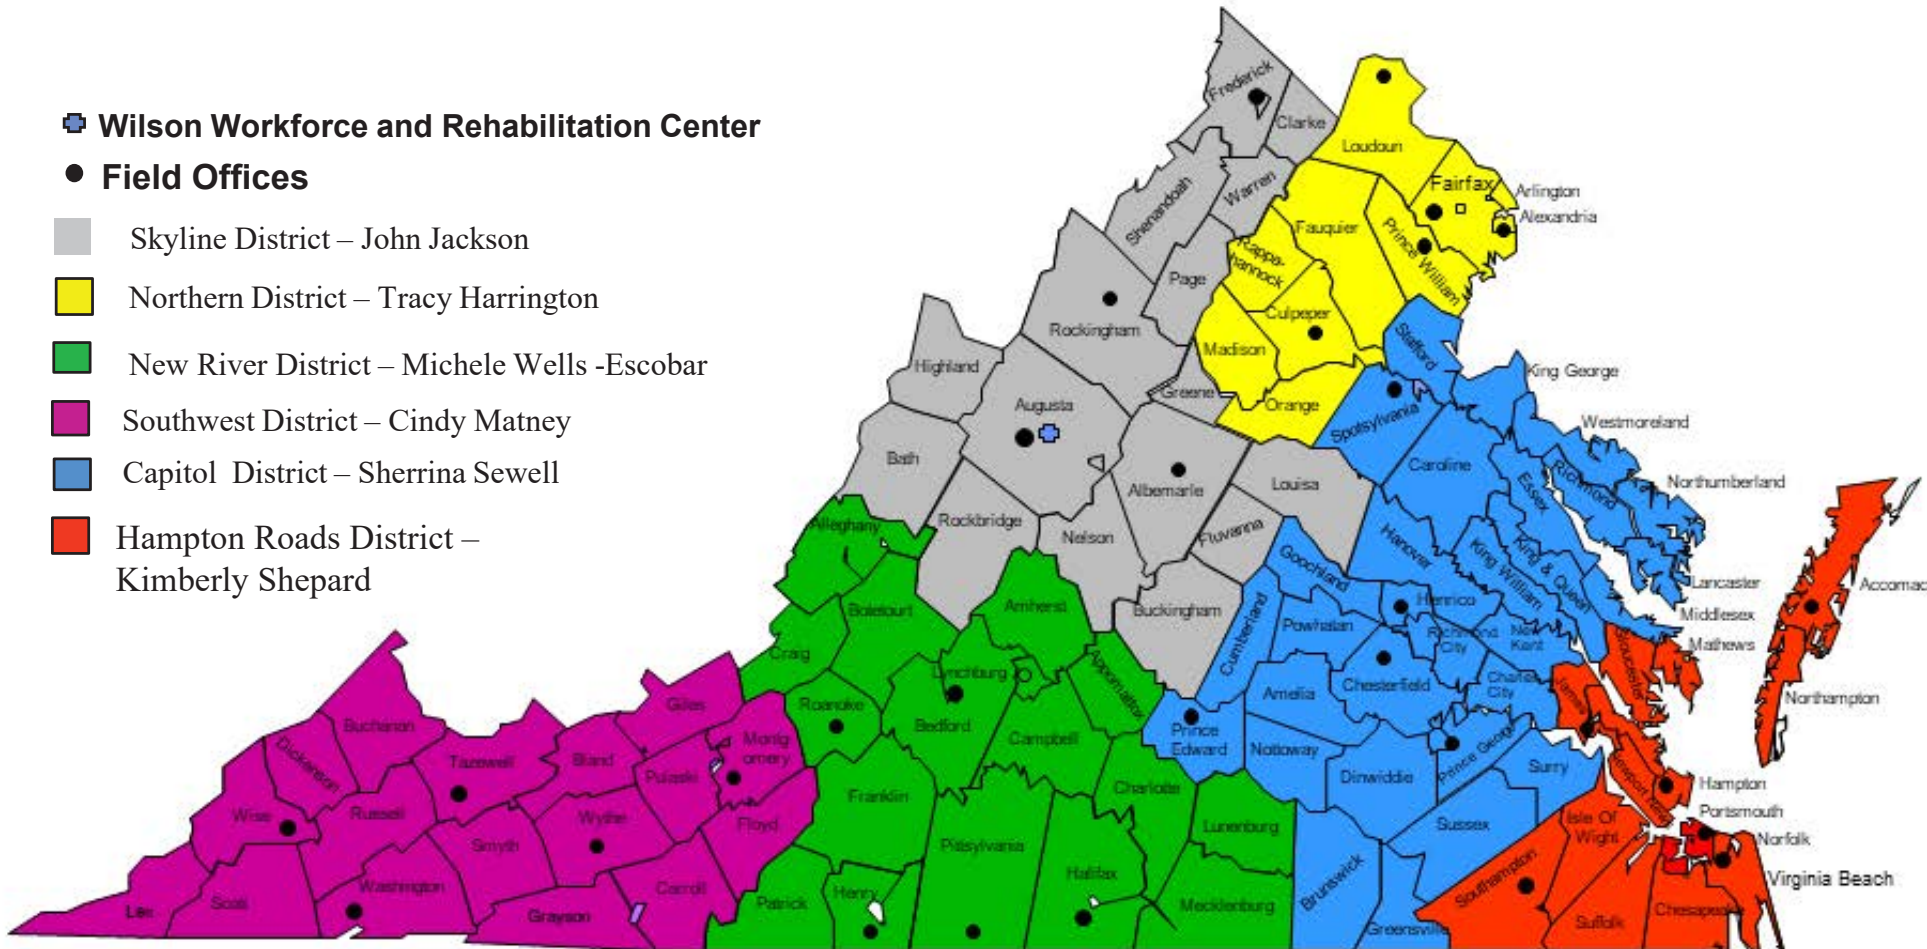 Wilson Workforce and Rehabilitation Center
Field Offices
Skyline District – John Jackson
Northern District – Tracy Harrington
New River District – Michele Wells -Escobar
Southwest District – Cindy Matney
Capitol District – Sherrina Sewell
Hampton Roads District –
Kimberly Shepard
Frederick
Clarke
Loudoun
Fairfax
Arlington
Alexandria
Shenandoah
Warren
Fauquier
Prince William
Rappa-
hannock
Page
Rockingham
Culpeper
Madison
Stafford
King George
Highland
Greene
Orange
Augusta
Spotsylvania
Westmoreland
Bath
Albemarle
Louisa
Caroline
Essex
Richmond
Northumberland
Alleghany
Rockbridge
Nelson
Fluvanna
Hanover
King William
King & Queen
Goochland
Lancaster
Accomac
Botetourt
Amherst
Buckingham
Cumberland
Powhatan
Henrico
Richmond
City
New
Kent
Middlesex
Mathews
Gloucester
Craig
Lynchburg
Appomattox
Amelia
Chesterfield
Charles
City
James
Northampton
Giles
Roanoke
Bedford
Campbell
Prince
Edward
Nottoway
Prince George
Buchanan
Dickenson
Tazewell
Bland
Pulaski
Montg
omery
Dinwiddie
Surry
Newport News
Hampton
Franklin
Charlotte
Wise
Russell
Wythe
Floyd
Smyth
Pittsylvania
Lunenburg
Sussex
Isle Of
Wight
Portsmouth
Norfolk
Washington
Carroll
Halifax
Brunswick
Southampton
Virginia Beach
Lee
Scott
Grayson
Patrick
Henry
Mecklenburg
Greensville
Suffolk
Chesapeake